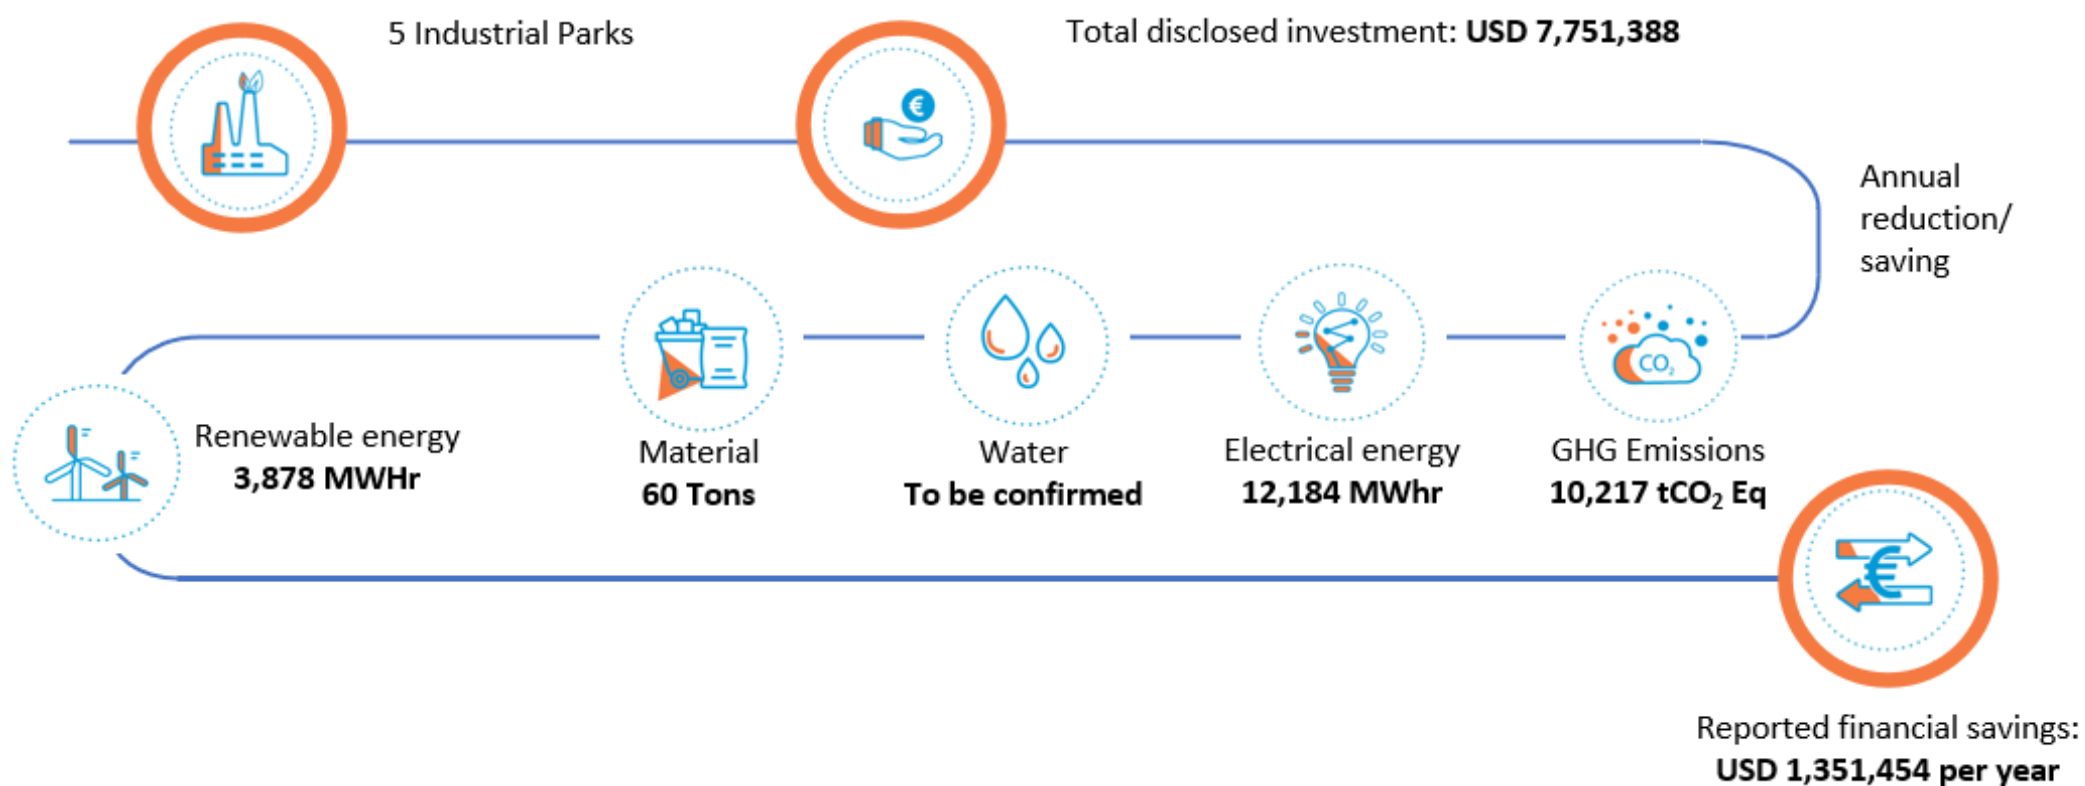 5 Industrial Parks
Total disclosed investment: USD 7,751,388
Annual
reduction/
saving
Renewable energy
3,878 MWHr
Material
60 Tons
Water
To be confirmed
Electrical energy
12,184 MWhr
CO₂
GHG Emissions
10,217 tCO₂ Eq
Reported financial savings:
USD 1,351,454 per year